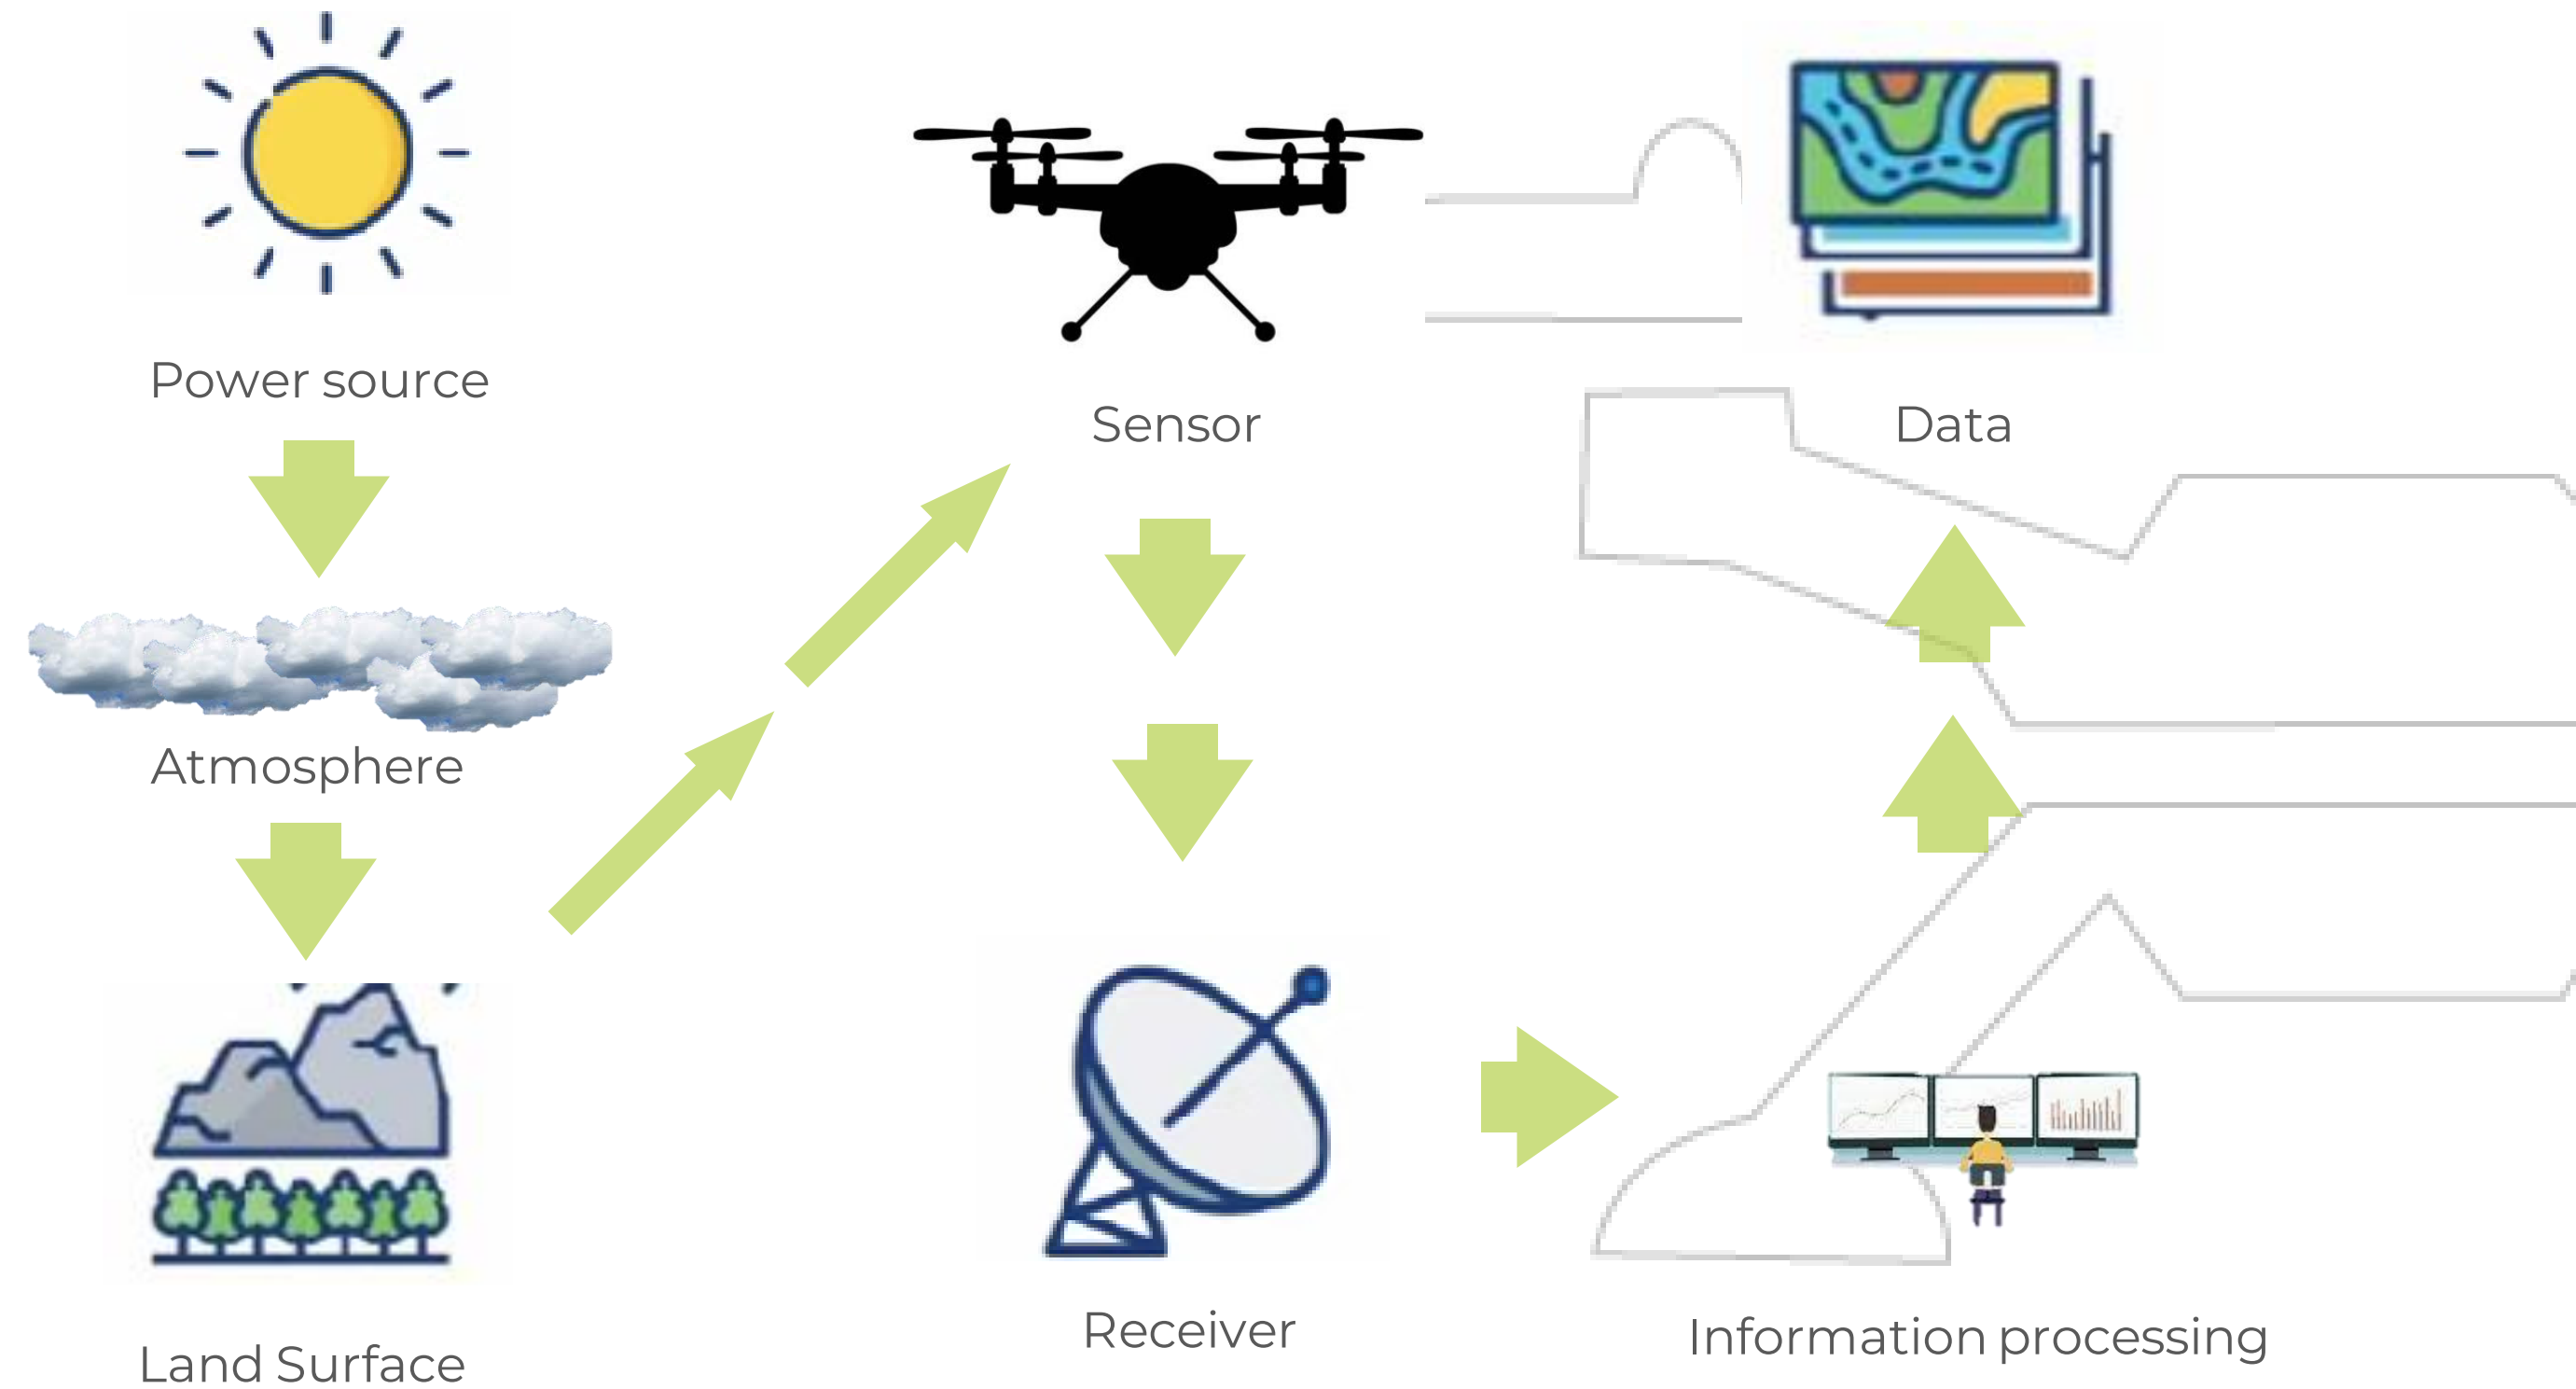 Power source
Atmosphere
Land Surface
Sensor
Receiver
Information processing
Data